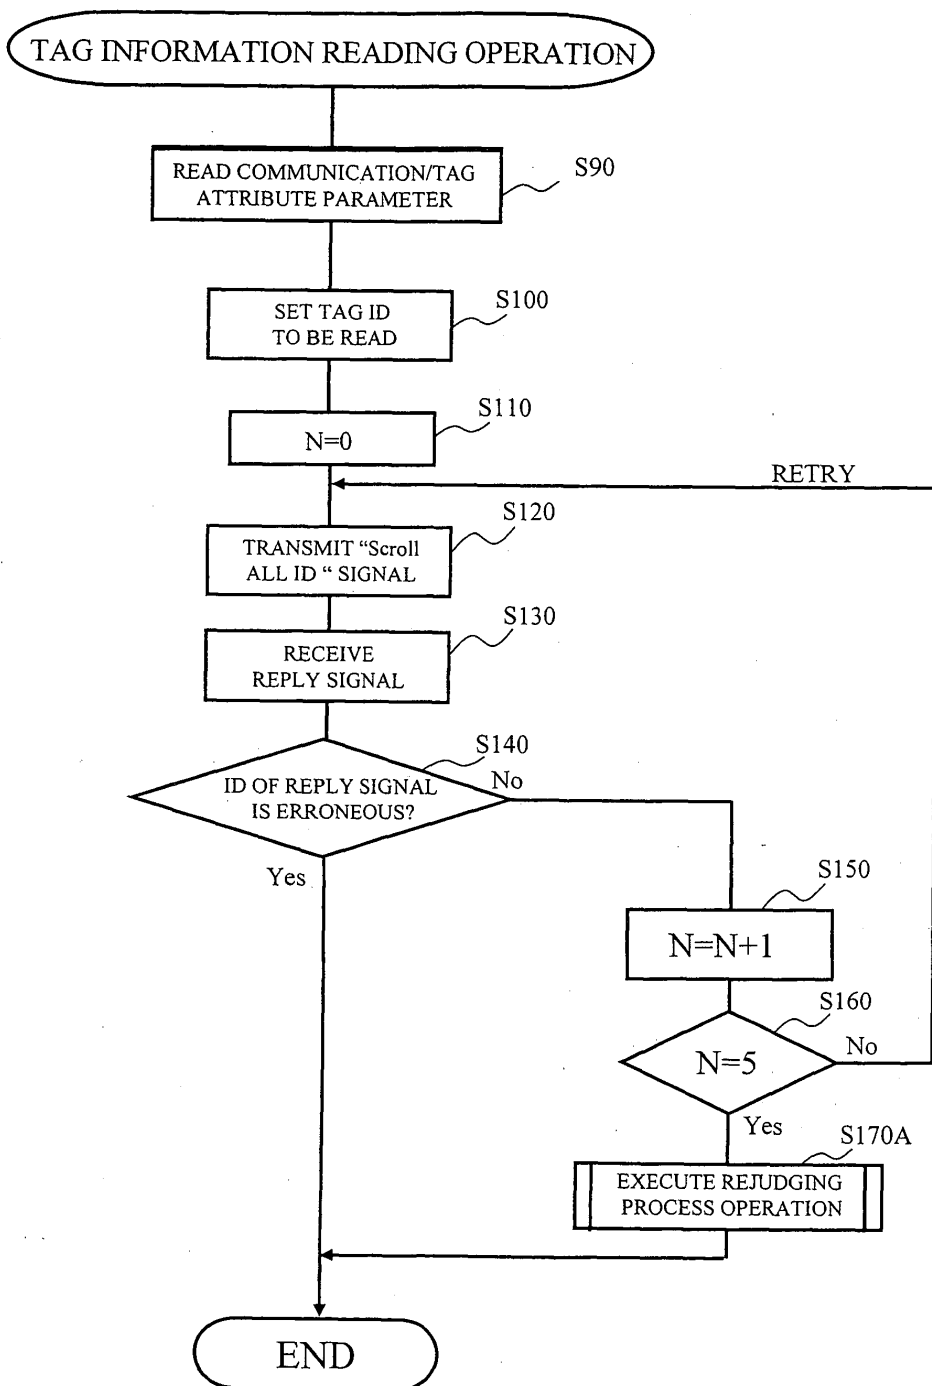 TAG INFORMATION READING OPERATION
READ COMMUNICATION/TAG
ATTRIBUTE PARAMETER
S90
SET TAG ID
TO BE READ
S100
N=0
S110
RETRY
TRANSMIT “Scroll
ALL ID “ SIGNAL
S120
RECEIVE
REPLY SIGNAL
S130
ID OF REPLY SIGNAL
IS ERRONEOUS?
S140
No
Yes
N=N+1
S150
N=5
S160
No
Yes
EXECUTE REJUDGING
PROCESS OPERATION
S170A
END